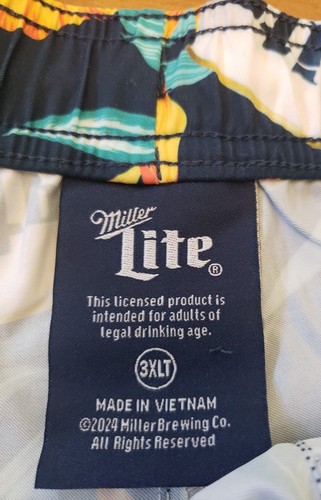 Miller
Lite®
This licensed product is
intended for adults of
legal drinking age.
3XLT
MADE IN VIETNAM
©2024 Miller Brewing Co.
All Rights Reserved